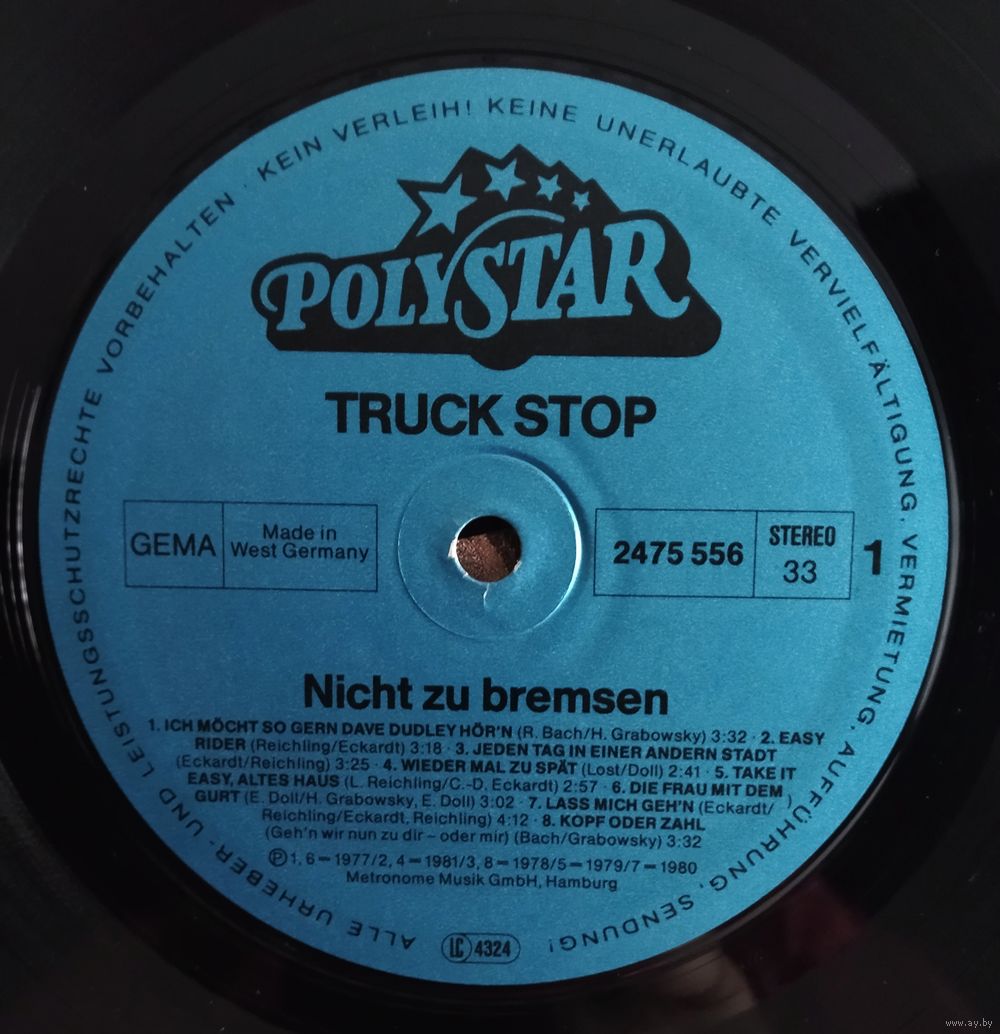 ALLE URHEBER- UND LEISTUNGSSCHUTZRECHTE VORBEHALTEN · KEIN VERLEIH! KEINE UNERLAUBTE VERVIELFÄLTIGUNG, VERMIETUNG, AUFFÜHRUNG, SENDUNG!
POLYSTAR
TRUCK STOP
GEMA
Made in
West Germany
2475 556
STEREO
33
1
Nicht zu bremsen
1. ICH MÖCHT SO GERN DAVE DUDLEY HÖR'N (R. Bach/H. Grabowsky) 3:32 · 2. EASY
RIDER (Reichling/Eckardt) 3:18 · 3. JEDEN TAG IN EINER ANDERN STADT
(Eckardt/Reichling) 3:25 · 4. WIEDER MAL ZU SPÄT (Lost/Doll) 2:41 · 5. TAKE IT
EASY, ALTES HAUS (L. Reichling/C.-D. Eckardt) 2:57 · 6. DIE FRAU MIT DEM
GURT (E. Doll/H. Grabowsky, E. Doll) 3:02 · 7. LASS MICH GEH'N (Eckardt/
Reichling/Eckardt, Reichling) 4:12 · 8. KOPF ODER ZAHL
(Geh'n wir nun zu dir – oder mir) (Bach/Grabowsky) 3:32
Ⓟ 1, 6 – 1977/2, 4 – 1981/3, 8 – 1978/5 – 1979/7 – 1980
Metronome Musik GmbH, Hamburg
LC 4324
www.ay.by